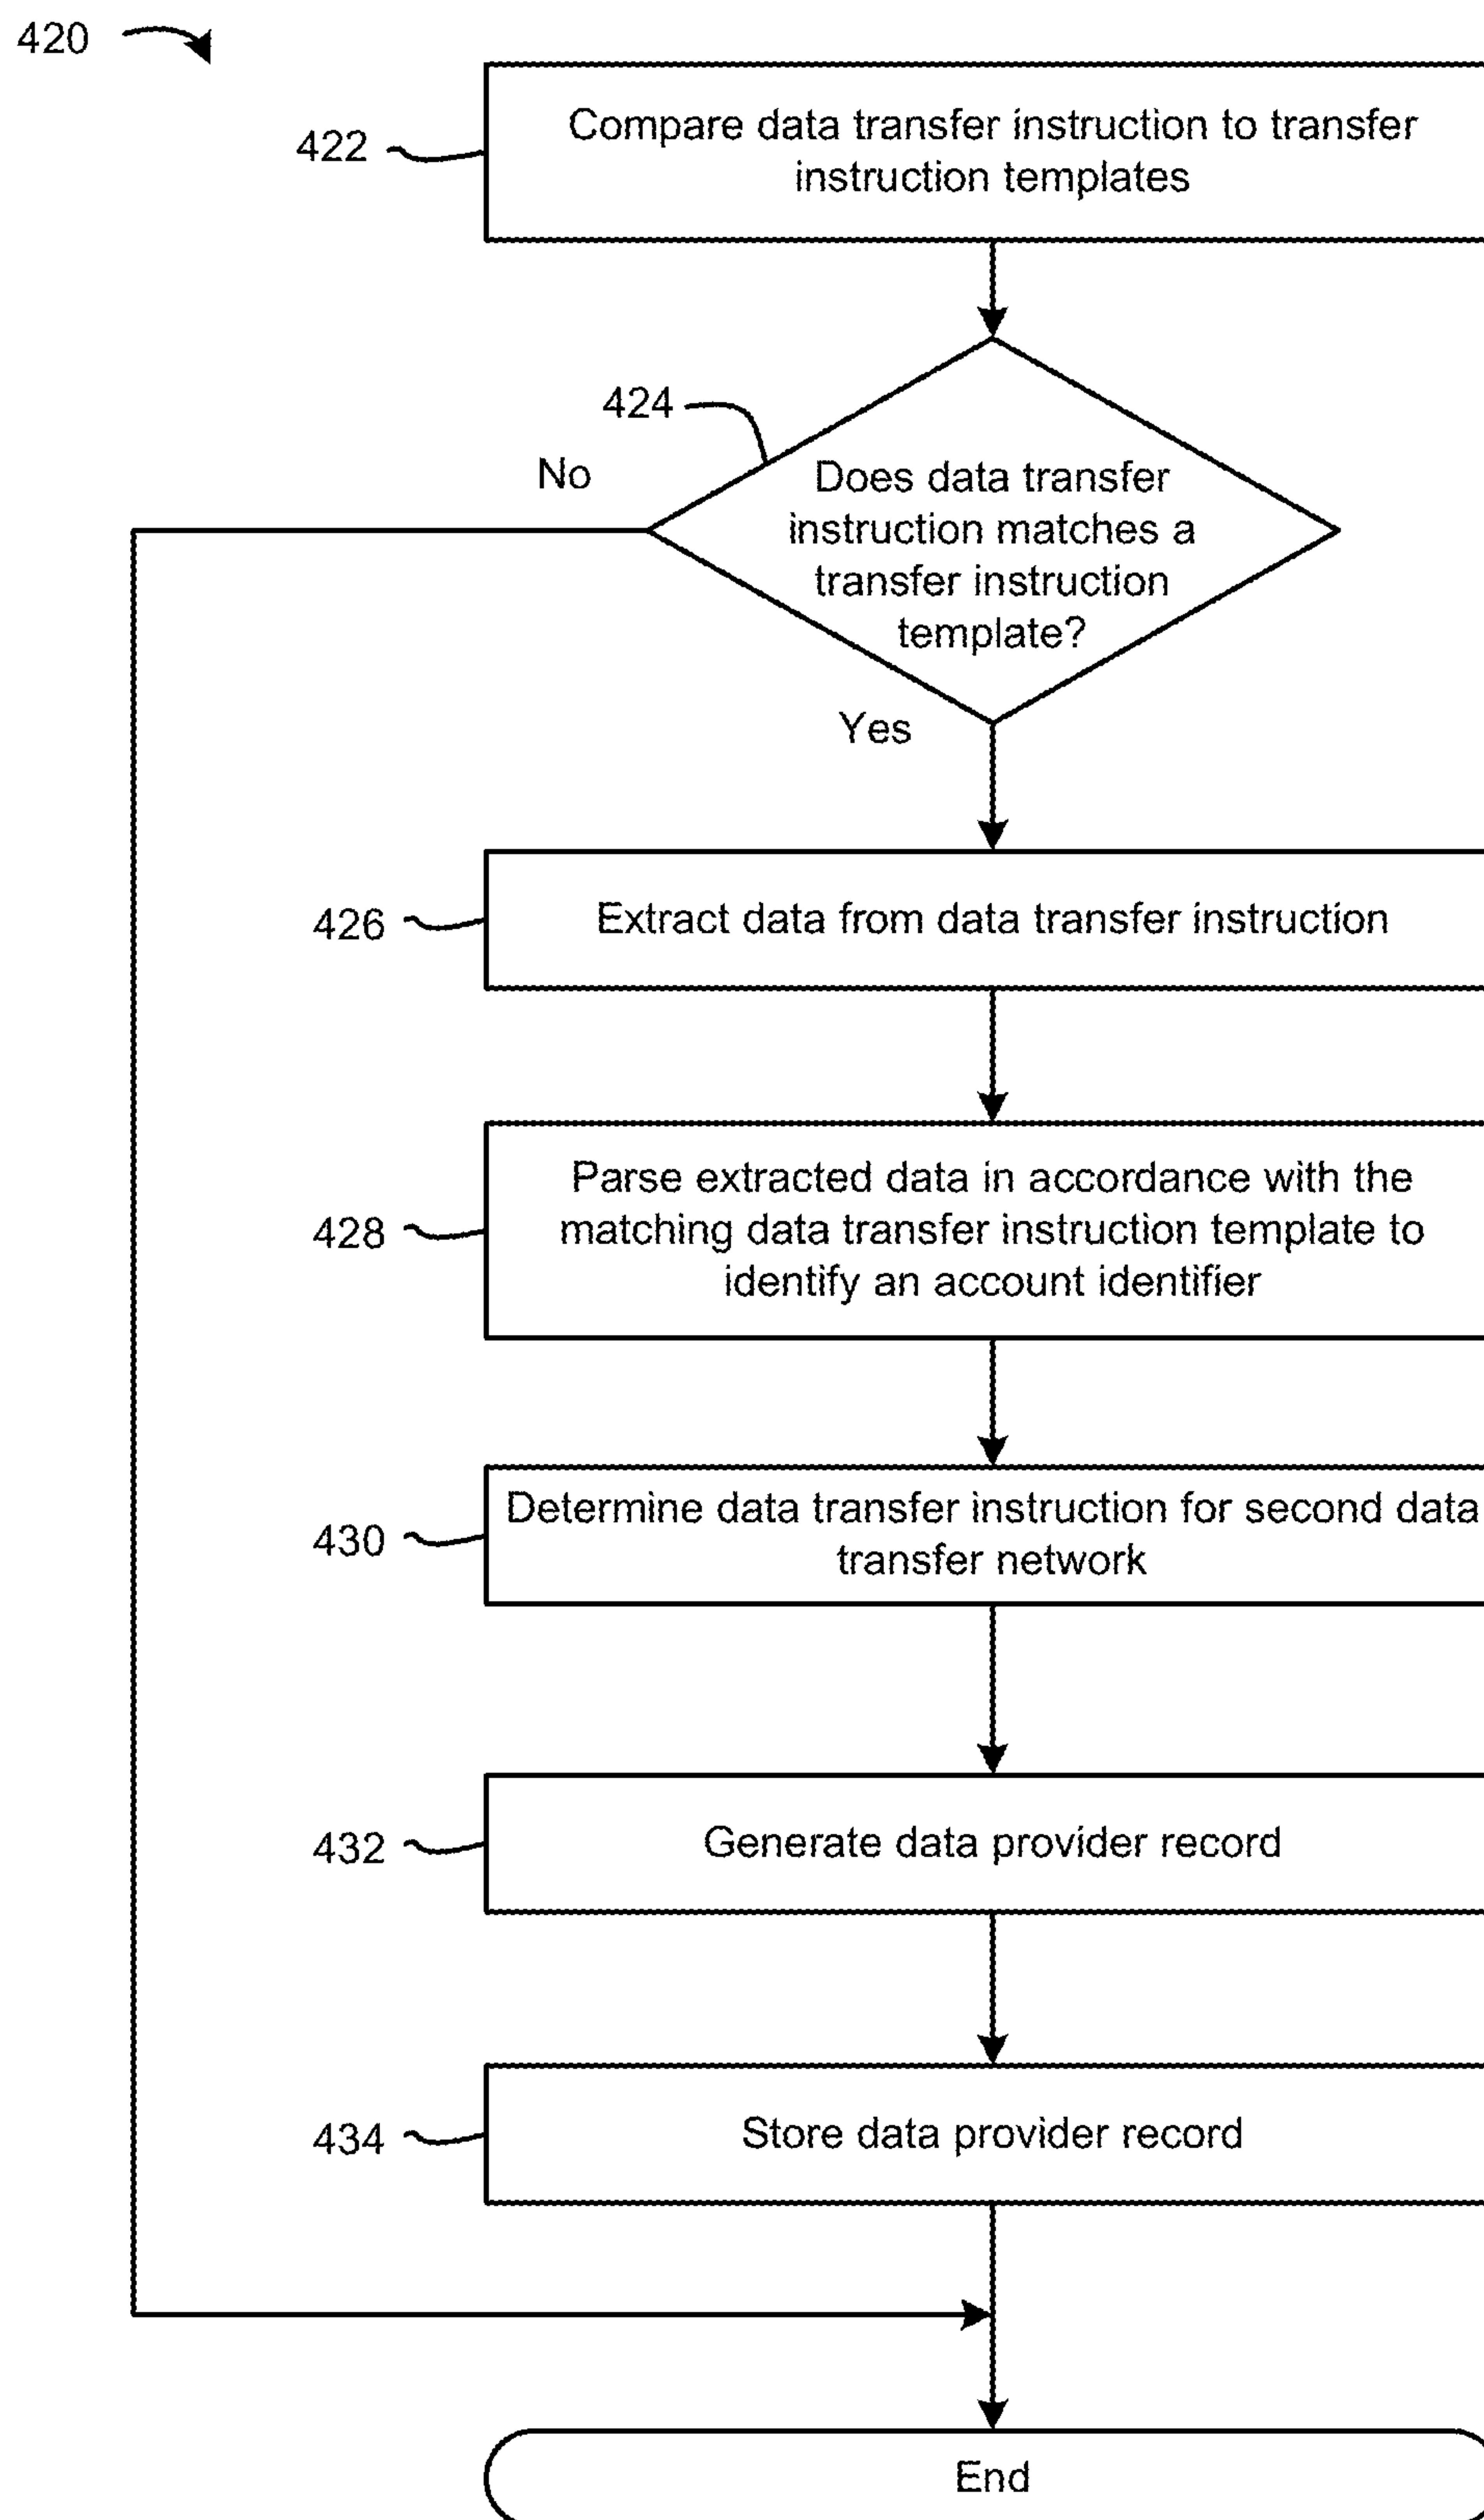 420
422
Compare data transfer instruction to transfer
instruction templates
424
No
Does data transfer
instruction matches a
transfer instruction
template?
Yes
426
Extract data from data transfer instruction
428
Parse extracted data in accordance with the
matching data transfer instruction template to
identify an account identifier
430
Determine data transfer instruction for second data
transfer network
432
Generate data provider record
434
Store data provider record
End